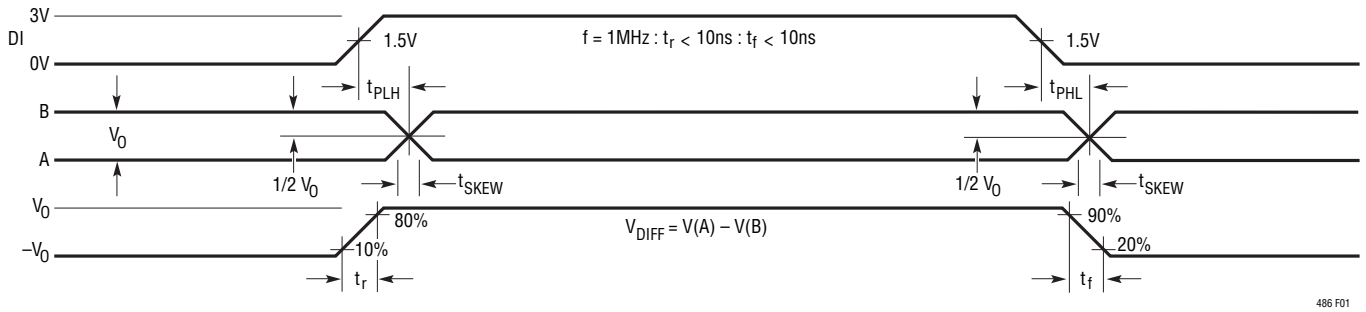 3V
DI
1.5V
f = 1MHz : tr < 10ns : tf < 10ns
1.5V
0V
tPLH
tPHL
B
VO
A
1/2 VO
tSKEW
1/2 VO
tSKEW
VO
80%
VDIFF = V(A) – V(B)
90%
–VO
10%
20%
tr
tf
486 F01